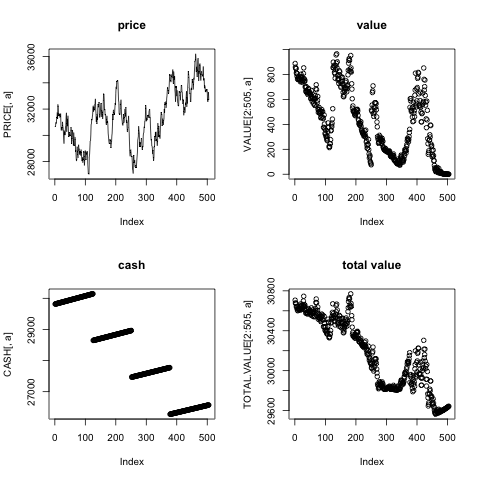 price
PRICE[, a]
28000 32000 36000
0 100 200 300 400 500
Index
value
VALUE[2:505, a]
0 200 400 600 800
0 100 200 300 400 500
Index
cash
CASH[, a]
27000 29000
0 100 200 300 400 500
Index
total value
TOTAL.VALUE[2:505, a]
29600 30000 30400 30800
0 100 200 300 400 500
Index